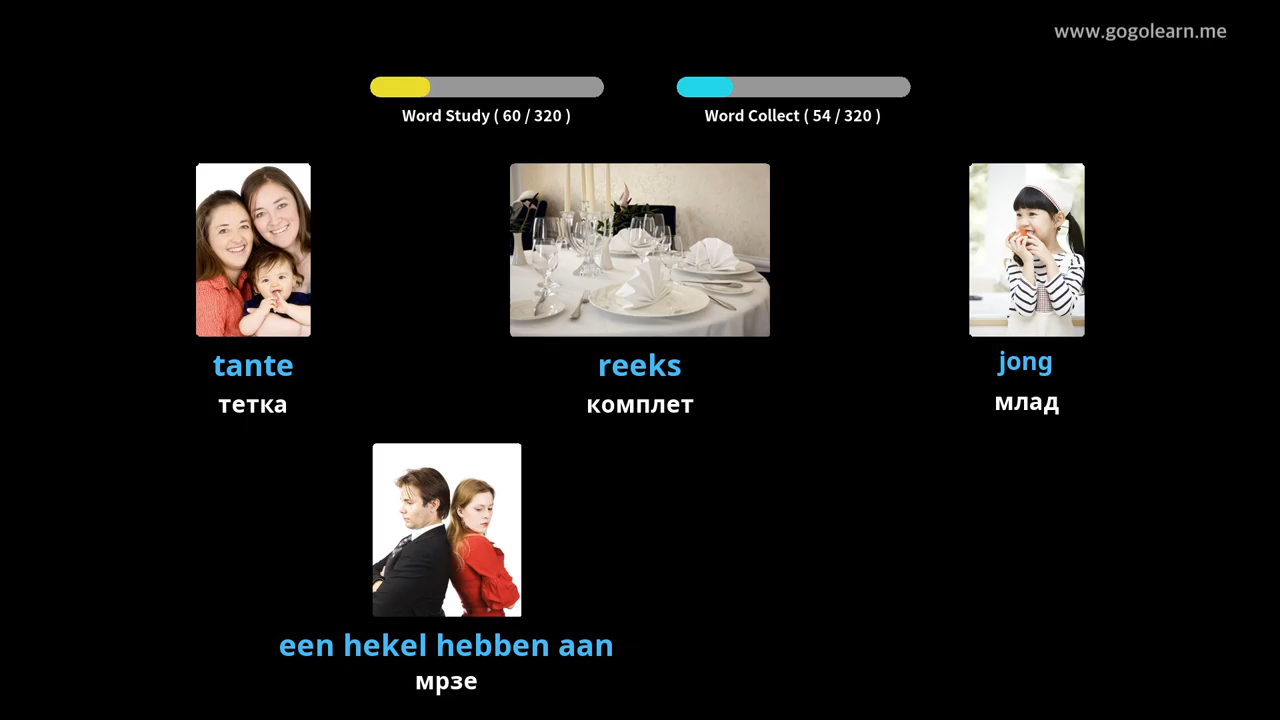 www.gogolearn.me
Word Study ( 60 / 320 )
Word Collect ( 54 / 320 )
tante
тетка
reeks
комплет
jong
млад
een hekel hebben aan
мрзе